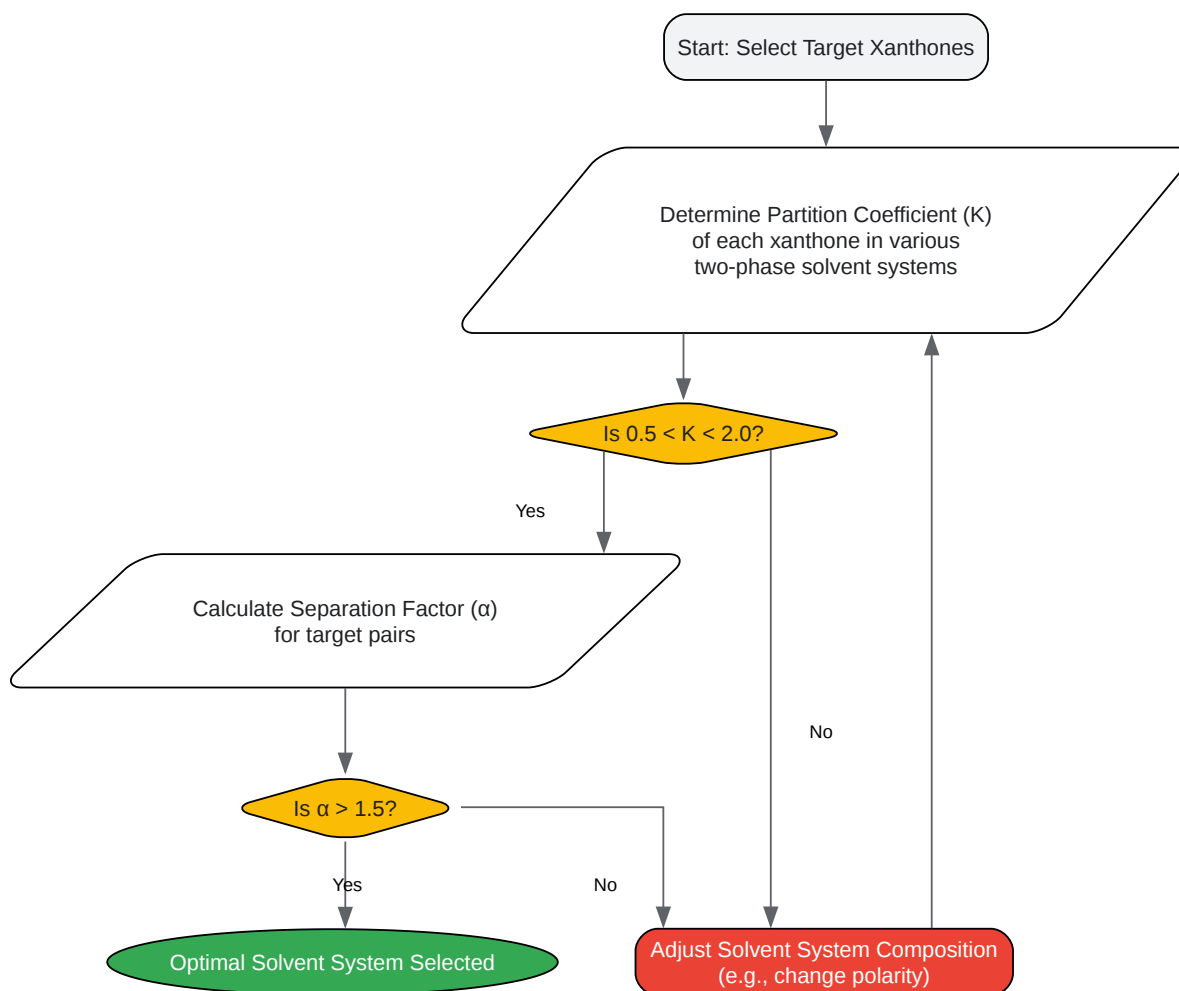 Start: Select Target Xanthones
Determine Partition Coefficient (K)
of each xanthone in various
two-phase solvent systems
Is 0.5 < K < 2.0?
Yes
Calculate Separation Factor (α)
for target pairs
No
Is α > 1.5?
Yes
No
Optimal Solvent System Selected
Adjust Solvent System Composition
(e.g., change polarity)